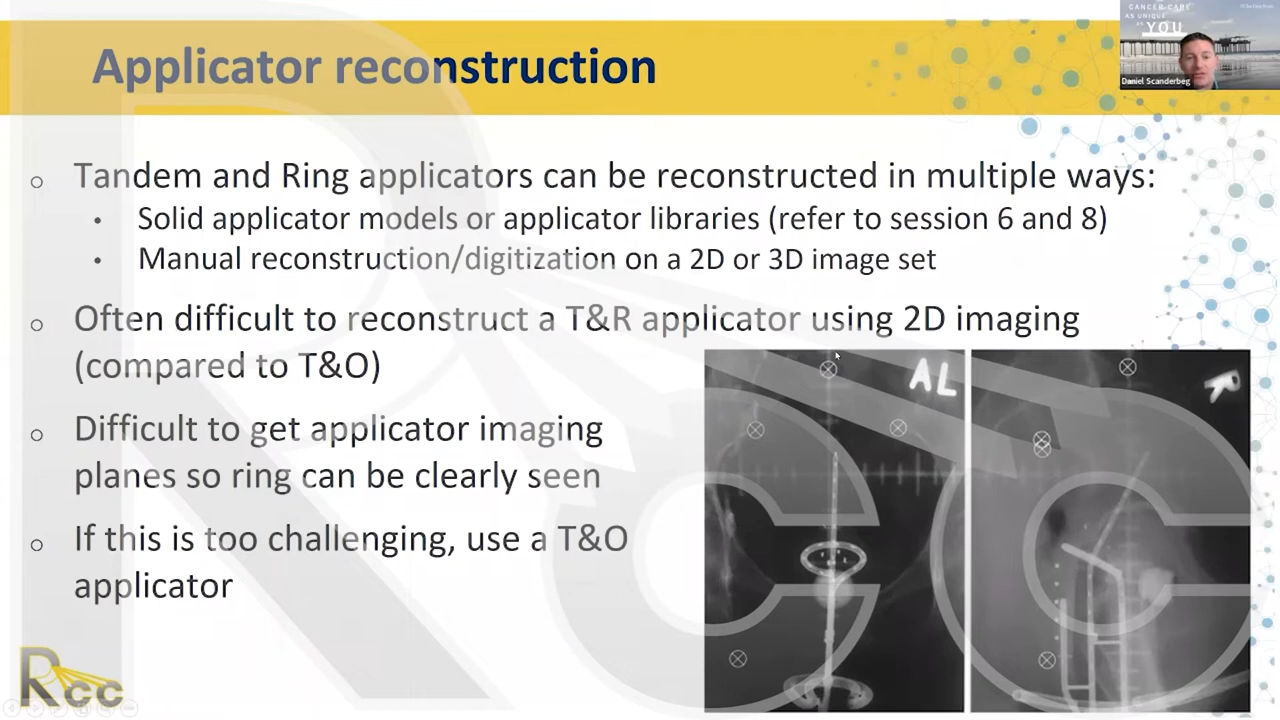 Applicator reconstruction
CANCER CARE
AS UNIQUE
AS YOU
Daniel Scanderbeg
Tandem and Ring applicators can be reconstructed in multiple ways:
Solid applicator models or applicator libraries (refer to session 6 and 8)
Manual reconstruction/digitization on a 2D or 3D image set
Often difficult to reconstruct a T&R applicator using 2D imaging
(compared to T&O)
Difficult to get applicator imaging
planes so ring can be clearly seen
If this is too challenging, use a T&O
applicator
AL
Rcc